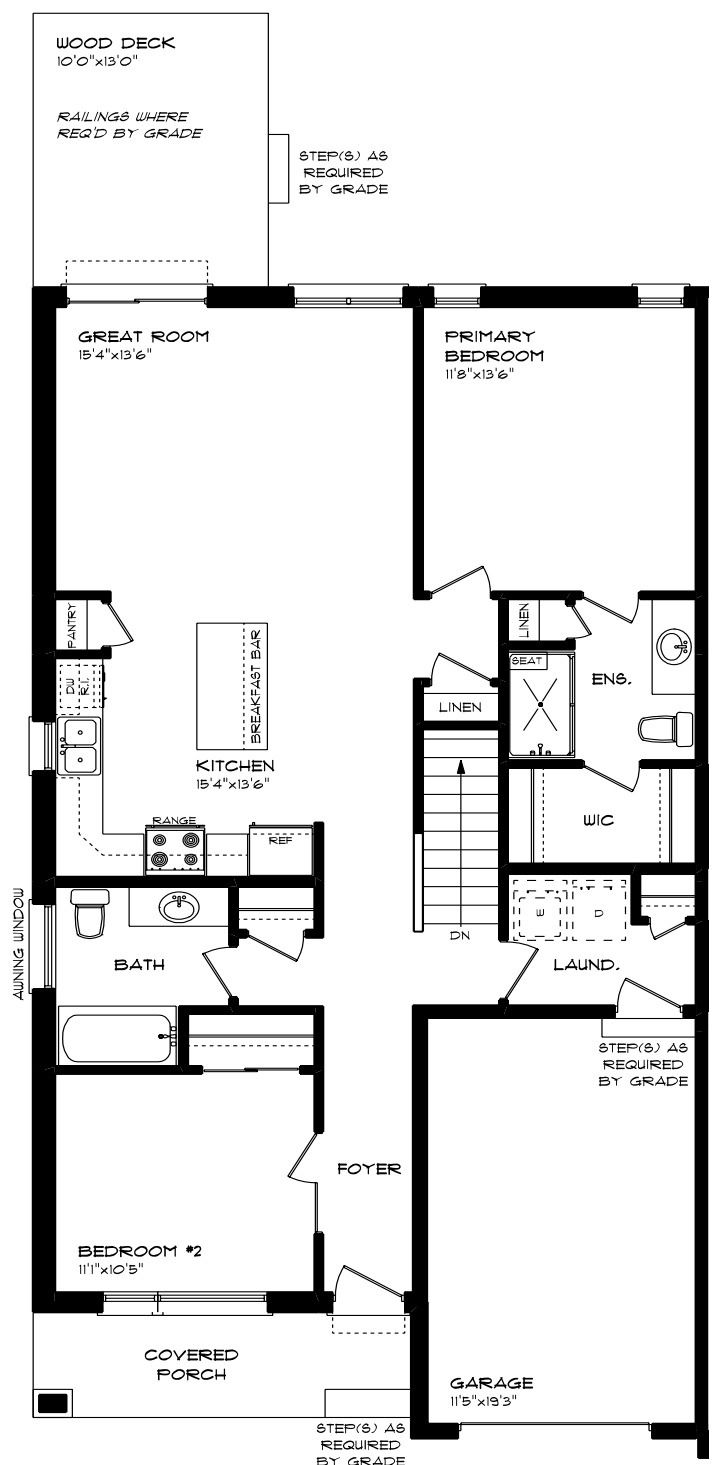 WOOD DECK
10'0"x13'0"
RAILINGS WHERE
REQ'D BY GRADE
STEP(S) AS
REQUIRED
BY GRADE
GREAT ROOM
15'4"x13'6"
PRIMARY
BEDROOM
11'8"x13'6"
PANTRY
LINEN
DW
R.I.
BREAKFAST BAR
SEAT
ENS.
LINEN
KITCHEN
15'4"x13'6"
RANGE
REF
WIC
AWNING WINDOW
W
D
DN
BATH
LAUND.
STEP(S) AS
REQUIRED
BY GRADE
FOYER
BEDROOM #2
11'1"x10'5"
COVERED
PORCH
GARAGE
11'5"x19'3"
STEP(S) AS
REQUIRED
BY GRADE